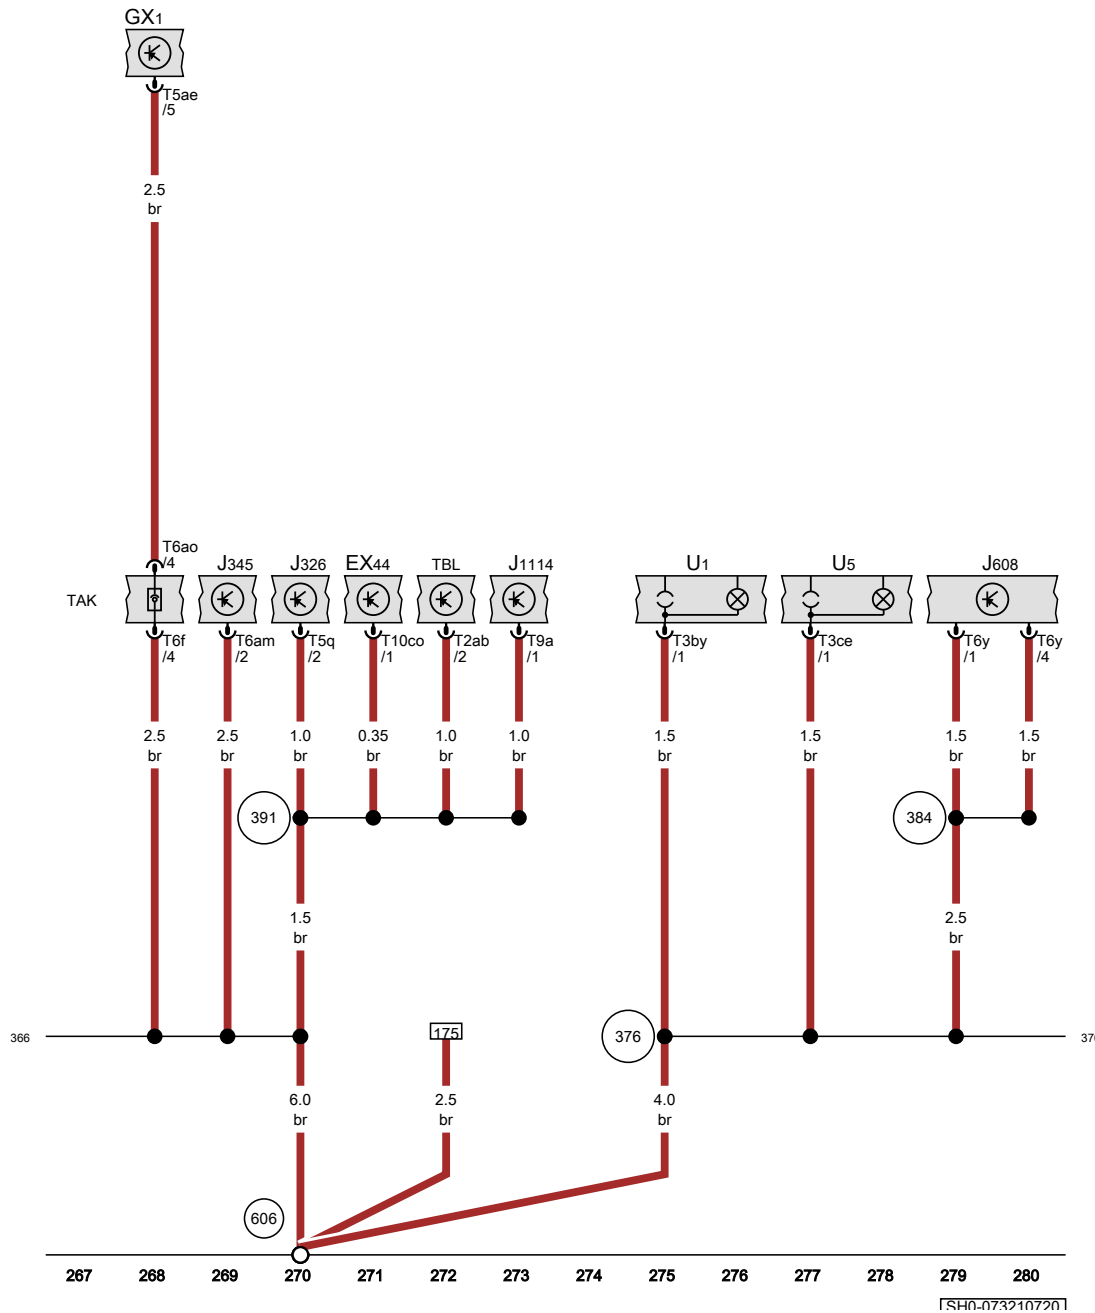 GX1
T5ae
/5
2.5
br
T6ao
/4
J345
J326
EX44
TBL
J1114
U1
U5
J608
TAK
T6f
/4
T6am
/2
T5q
/2
T10co
/1
T2ab
/2
T9a
/1
T3by
/1
T3ce
/1
T6y
/1
T6y
/4
2.5 2.5 1.0 0.35 1.0 1.0 1.5 1.5 1.5 1.5
br br br br br br br br br br
391
384
1.5
br
2.5
br
366
175
376
6.0
br
2.5
br
4.0
br
606
267 268 269 270 271 272 273 274 275 276 277 278 279 280
SH0-073210720